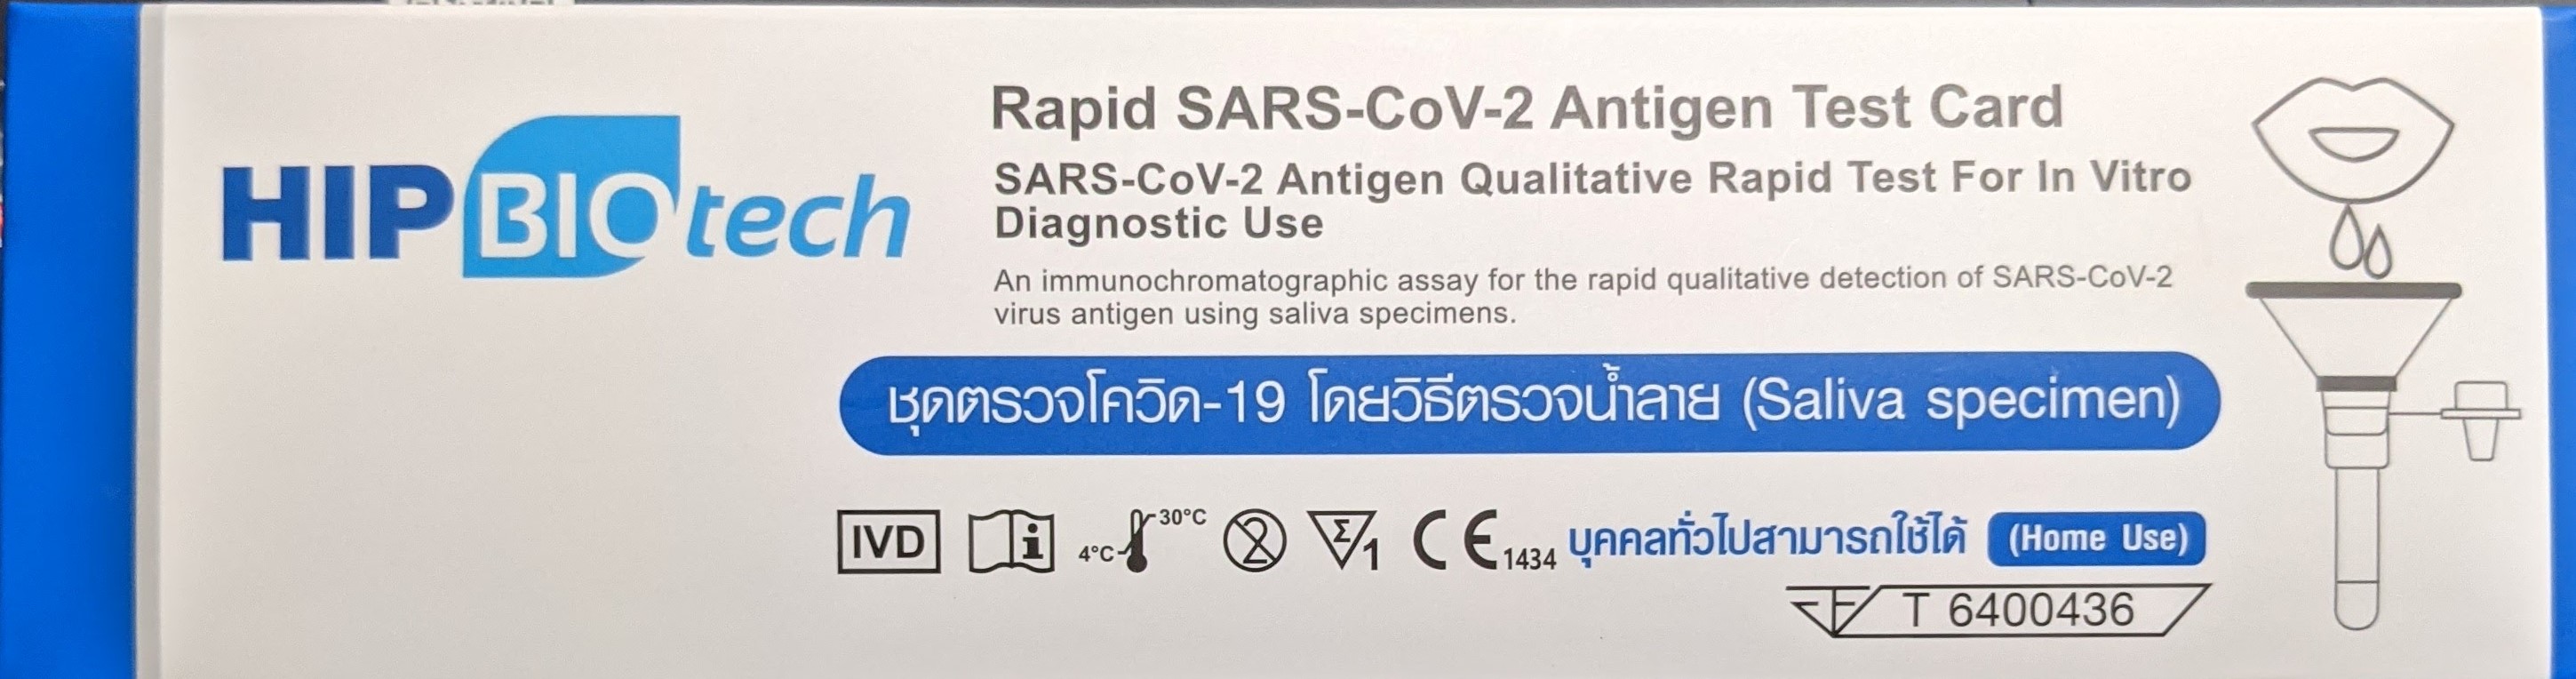 HIP BIOtech
Rapid SARS-CoV-2 Antigen Test Card
SARS-CoV-2 Antigen Qualitative Rapid Test For In Vitro
Diagnostic Use
An immunochromatographic assay for the rapid qualitative detection of SARS-CoV-2
virus antigen using saliva specimens.
ชุดตรวจโควิด-19 โดยวิธีตรวจน้ำลาย (Saliva specimen)
IVD i 4°C 30°C 2 Σ 1 CE 1434 บุคคลทั่วไปสามารถใช้ได้ (Home Use)
T 6400436